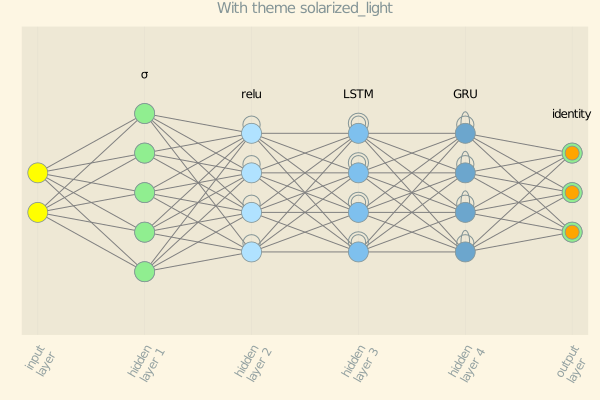 With theme solarized_light
σ
relu
LSTM
GRU
identity
input
layer
hidden
layer 1
hidden
layer 2
hidden
layer 3
hidden
layer 4
output
layer